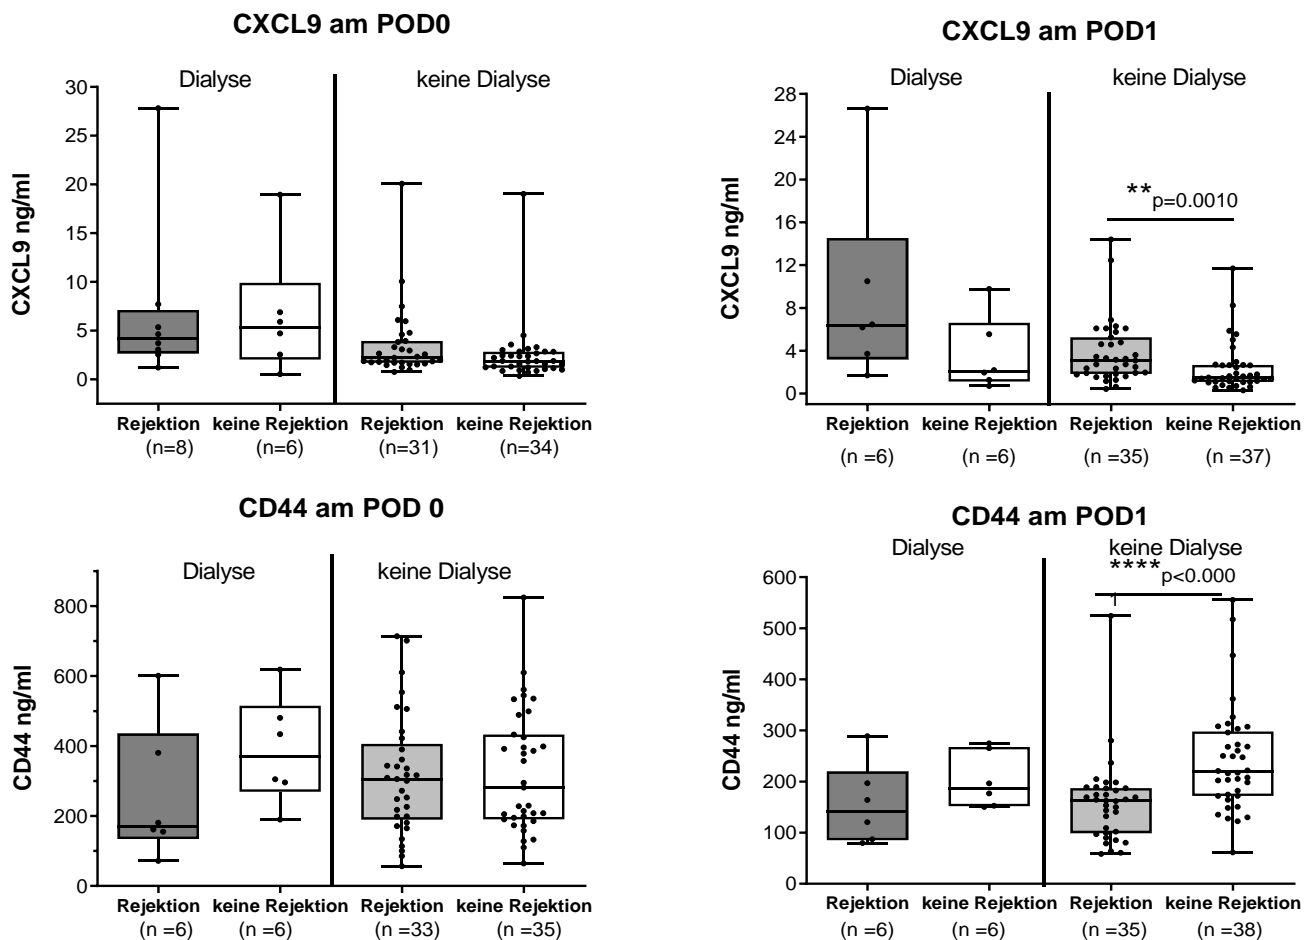 CXCL9 am POD0
Dialyse keine Dialyse
CXCL9 ng/ml
30
25
20
15
10
5
0
Rejektion keine Rejektion Rejektion keine Rejektion
(n=8) (n=6) (n=31) (n=34)
CXCL9 am POD1
Dialyse keine Dialyse
CXCL9 ng/ml
28
24
20
16
12
8
4
0
**p=0.0010
Rejektion keine Rejektion Rejektion keine Rejektion
(n =6) (n =6) (n =35) (n =37)
CD44 am POD 0
Dialyse keine Dialyse
CD44 ng/ml
800
600
400
200
0
Rejektion keine Rejektion Rejektion keine Rejektion
(n =6) (n =6) (n =33) (n =35)
CD44 am POD1
Dialyse keine Dialyse
CD44 ng/ml
600
500
400
300
200
100
0
****p<0.000
1
Rejektion keine Rejektion Rejektion keine Rejektion
(n =6) (n =6) (n =35) (n =38)